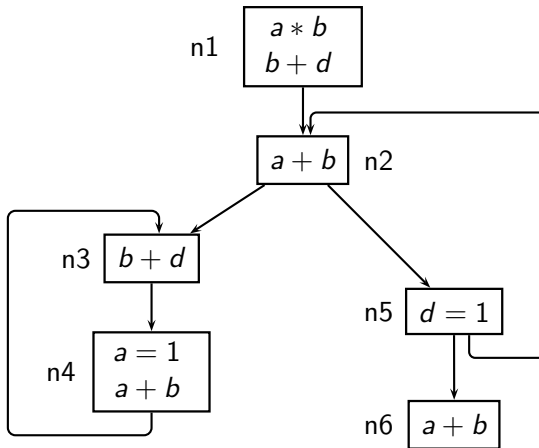 n1
a * b
b + d
a + b
n2
n3
b + d
n5
d = 1
n4
a = 1
a + b
n6
a + b